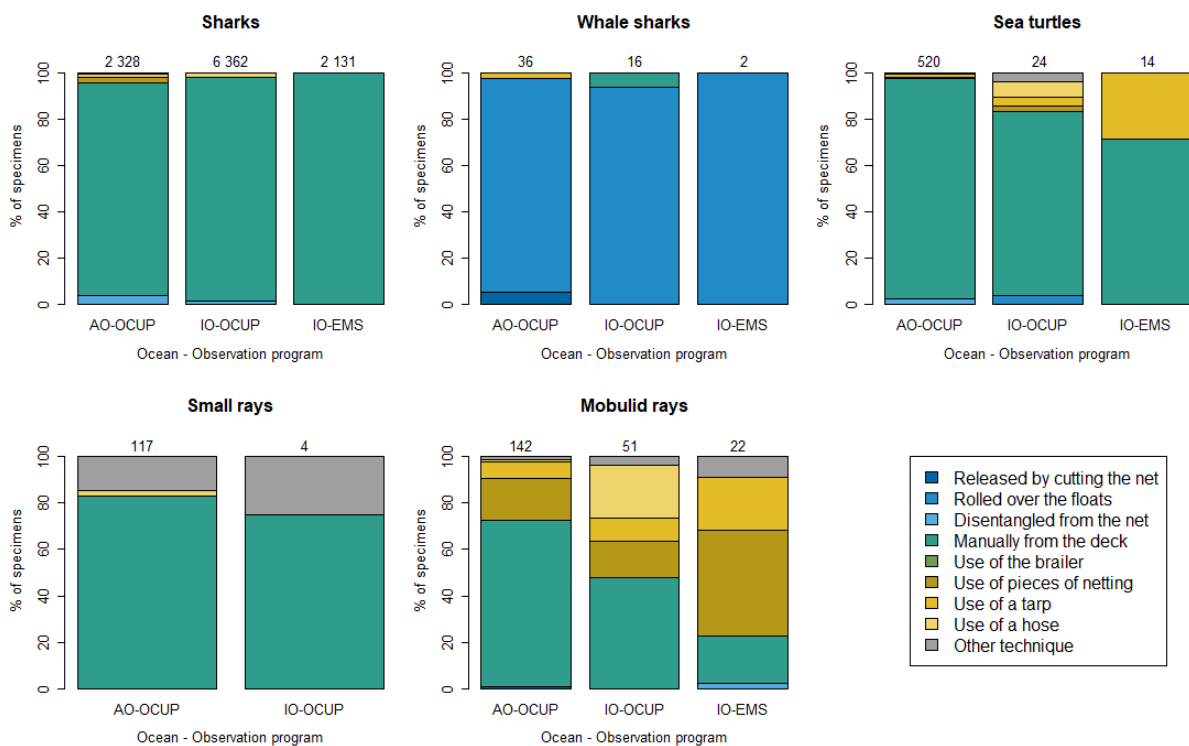 Sharks
2 328 6 362 2 131
100
80
60
40
20
0
% of specimens
AO-OCUP IO-OCUP IO-EMS
Ocean - Observation program
Whale sharks
36 16 2
100
80
60
40
20
0
% of specimens
AO-OCUP IO-OCUP IO-EMS
Ocean - Observation program
Sea turtles
520 24 14
100
80
60
40
20
0
% of specimens
AO-OCUP IO-OCUP IO-EMS
Ocean - Observation program
Small rays
117 4
100
80
60
40
20
0
% of specimens
AO-OCUP IO-OCUP
Ocean - Observation program
Mobulid rays
142 51 22
100
80
60
40
20
0
% of specimens
AO-OCUP IO-OCUP IO-EMS
Ocean - Observation program
Released by cutting the net
Rolled over the floats
Disentangled from the net
Manually from the deck
Use of the brailer
Use of pieces of netting
Use of a tarp
Use of a hose
Other technique